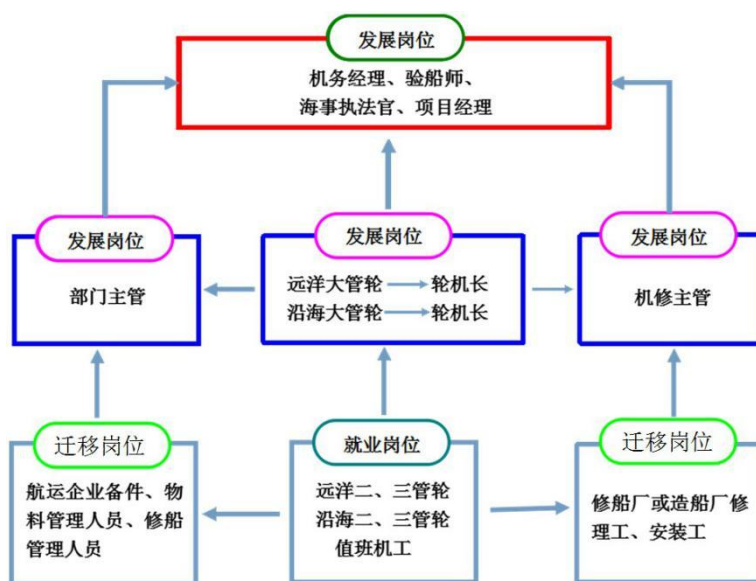 发展岗位
机务经理、验船师、
海事执法官、项目经理
发展岗位
部门主管
发展岗位
远洋大管轮 轮机长
沿海大管轮 轮机长
发展岗位
机修主管
迁移岗位
航运企业备件、物
料管理人员、修船
管理人员
就业岗位
远洋二、三管轮
沿海二、三管轮
值班机工
迁移岗位
修船厂或造船厂修
理工、安装工